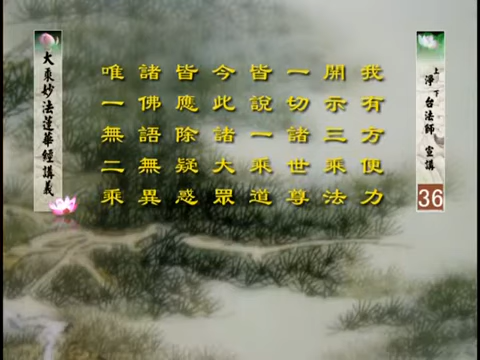 上淨下台法師 宣講
36
我有方便力
開示三乘法
一切諸世尊
皆說一乘道
今此諸大眾
皆應除疑惑
諸佛語無異
唯一無二乘
大乘妙法蓮華經講義